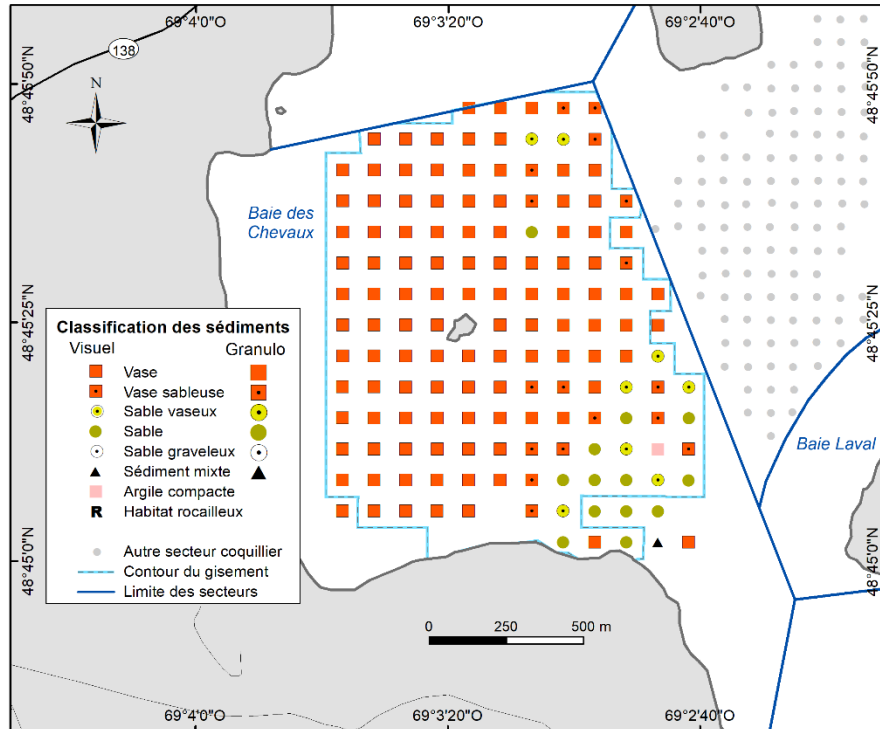 69°4'0"O 69°3'20"O 69°2'40"O
138
N
48°45'50"N 48°45'50"N
Baie des
Chevaux
48°45'25"N 48°45'25"N
Classification des sédiments
Visuel Granulo
Vase
Vase sableuse
Sable vaseux
Sable
Sable graveleux
Sédiment mixte
Argile compacte
R Habitat rocailleux
Autre secteur coquillier
Contour du gisement
Limite des secteurs
Baie Laval
48°45'0"N 48°45'0"N
0 250 500 m
69°4'0"O 69°3'20"O 69°2'40"O